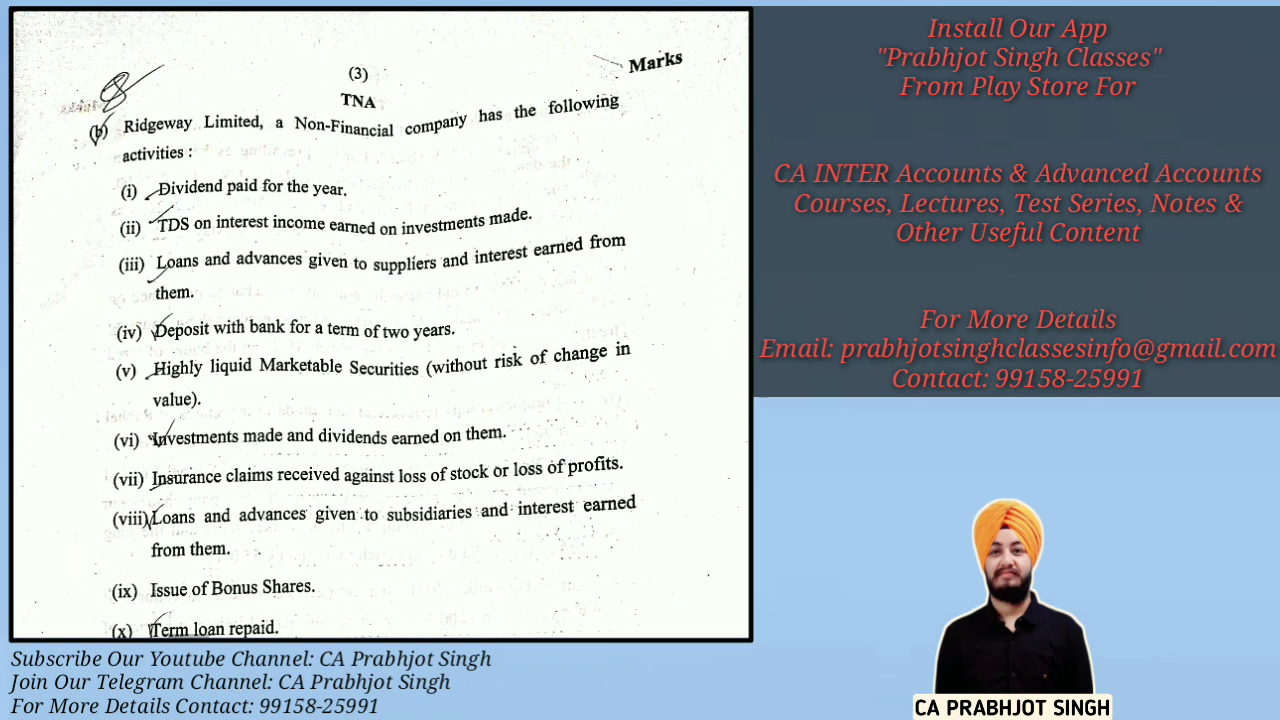 (3)
Marks
TNA
(b) Ridgeway Limited, a Non-Financial company has the following
activities :
(i) Dividend paid for the year.
(ii) TDS on interest income earned on investments made.
(iii) Loans and advances given to suppliers and interest earned from
them.
(iv) Deposit with bank for a term of two years.
(v) Highly liquid Marketable Securities (without risk of change in
value).
(vi) Investments made and dividends earned on them.
(vii) Insurance claims received against loss of stock or loss of profits.
(viii) Loans and advances given to subsidiaries and interest earned
from them.
(ix) Issue of Bonus Shares.
(x) Term loan repaid.
Install Our App
"Prabhjot Singh Classes"
From Play Store For
CA INTER Accounts & Advanced Accounts
Courses, Lectures, Test Series, Notes &
Other Useful Content
For More Details
Email: prabhjotsinghclassesinfo@gmail.com
Contact: 99158-25991
Subscribe Our Youtube Channel: CA Prabhjot Singh
Join Our Telegram Channel: CA Prabhjot Singh
For More Details Contact: 99158-25991
CA PRABHJOT SINGH